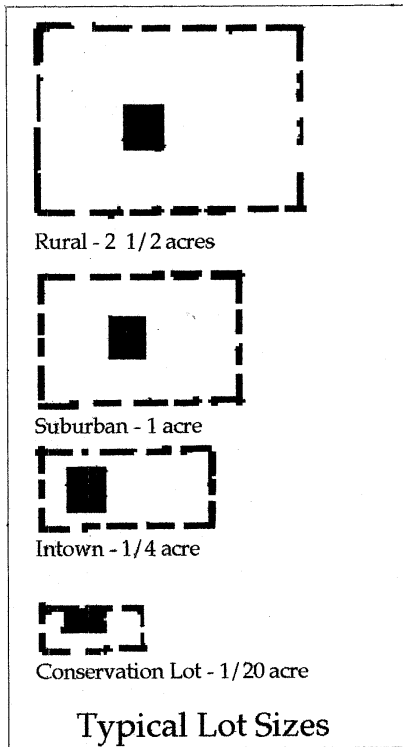 Rural - 2 1/2 acres
Suburban - 1 acre
Intown - 1/4 acre
Conservation Lot - 1/20 acre
Typical Lot Sizes